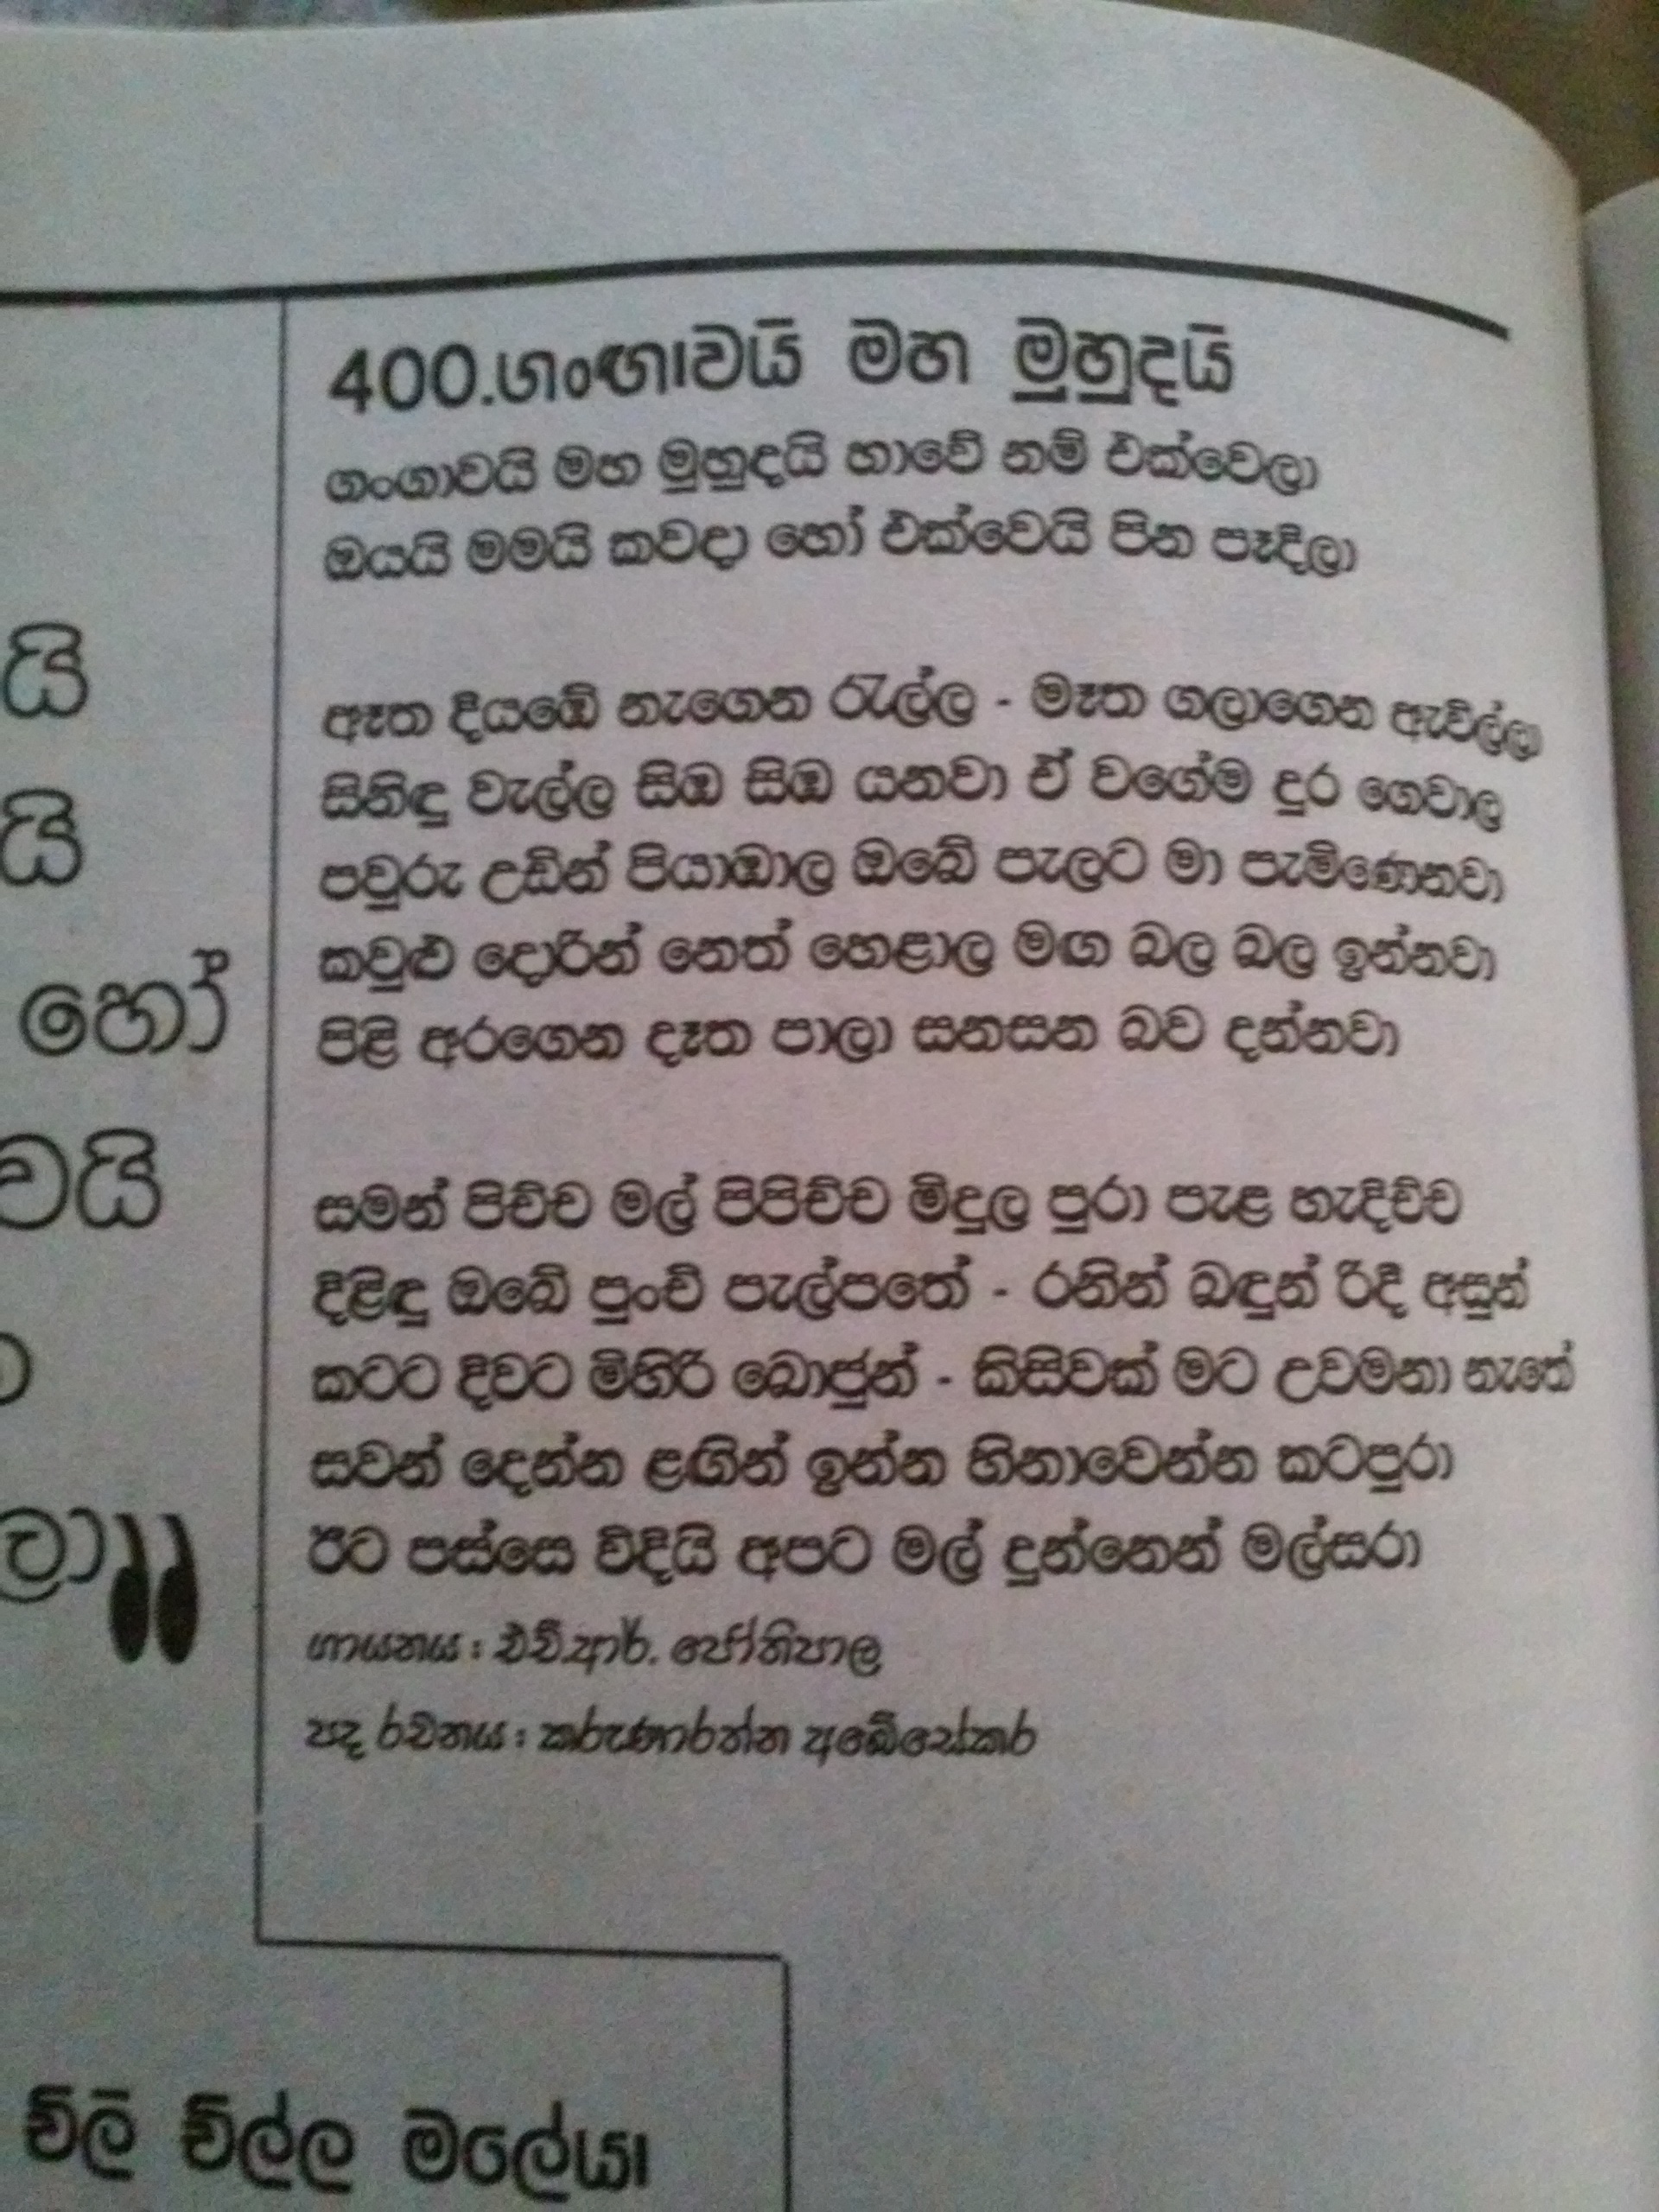 400.ගංඟාවයි මහ මුහුදයි
ගංගාවයි මහ මුහුදයි හාවේ නම් එක්වෙලා
ඔයයි මමයි කවදා හෝ එක්වෙයි පින පෑදිලා
ඈත දියඹේ නැගෙන රැල්ල - මෑත ගලාගෙන ඇවිල්ලා
සිනිඳු වැල්ල සිඹ සිඹ යනවා ඒ වගේම දුර ගෙවාල
පවුරු උඩින් පියාඹාල ඔබේ පැලට මා පැමිණෙනවා
කවුළු දොරින් නෙත් හෙළාල මඟ බල බල ඉන්නවා
පිළි අරගෙන දෑත පාලා සනසන බව දන්නවා
සමන් පිච්ච මල් පිපිච්ච මිදුල පුරා පැළ හැදිච්ච
දිළිඳු ඔබේ පුංචි පැල්පතේ - රනින් බඳුන් රිදී අසුන්
කටට දිවට මිහිරි බොජුන් - කිසිවක් මට උවමනා නැතේ
සවන් දෙන්න ළඟින් ඉන්න හිනාවෙන්න කටපුරා
ඊට පස්සෙ විදියි අපට මල් දුන්නෙන් මල්සරා
ගායනය : එච්.ආර්. ජෝතිපාල
පද රචනය : කරුණාරත්න අබේසේකර
යි
යි
හෝ
වයි
ලා
චිලි චිල්ල මලේයා